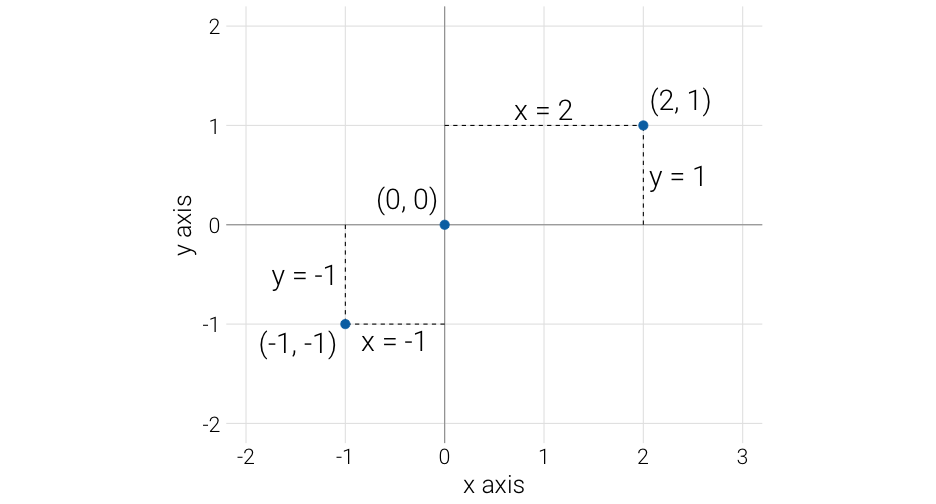 2
(2, 1)
x = 2
1
y = 1
(0, 0)
y axis
0
y = -1
-1
(-1, -1)
x = -1
-2
-2
-1
0
1
2
3
x axis